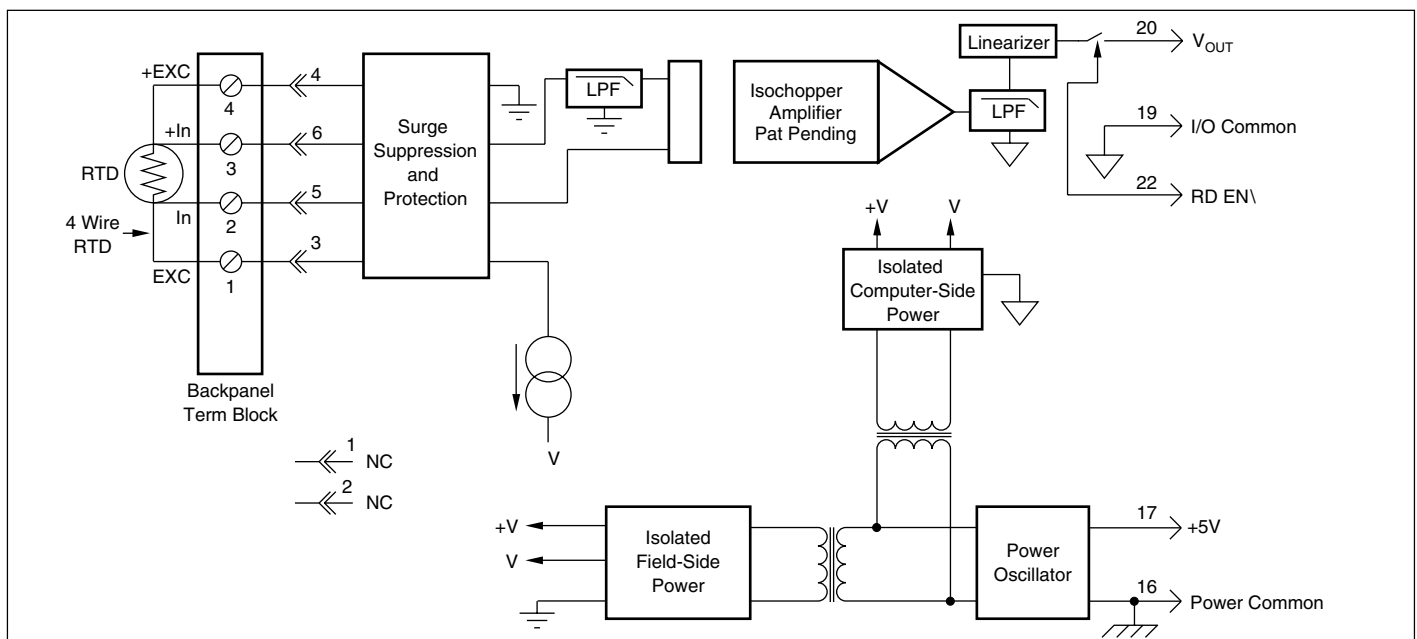 +EXC
4
4
+In
3
6
RTD
In
2
5
4 Wire
RTD
EXC
1
3
Backpanel
Term Block
Surge
Suppression
and
Protection
LPF
V
1
NC
2
NC
Isochopper
Amplifier
Pat Pending
Linearizer
LPF
20
VOUT
19
I/O Common
22
RD EN\
+V
V
Isolated
Computer-Side
Power
+V
V
Isolated
Field-Side
Power
Power
Oscillator
17
+5V
16
Power Common